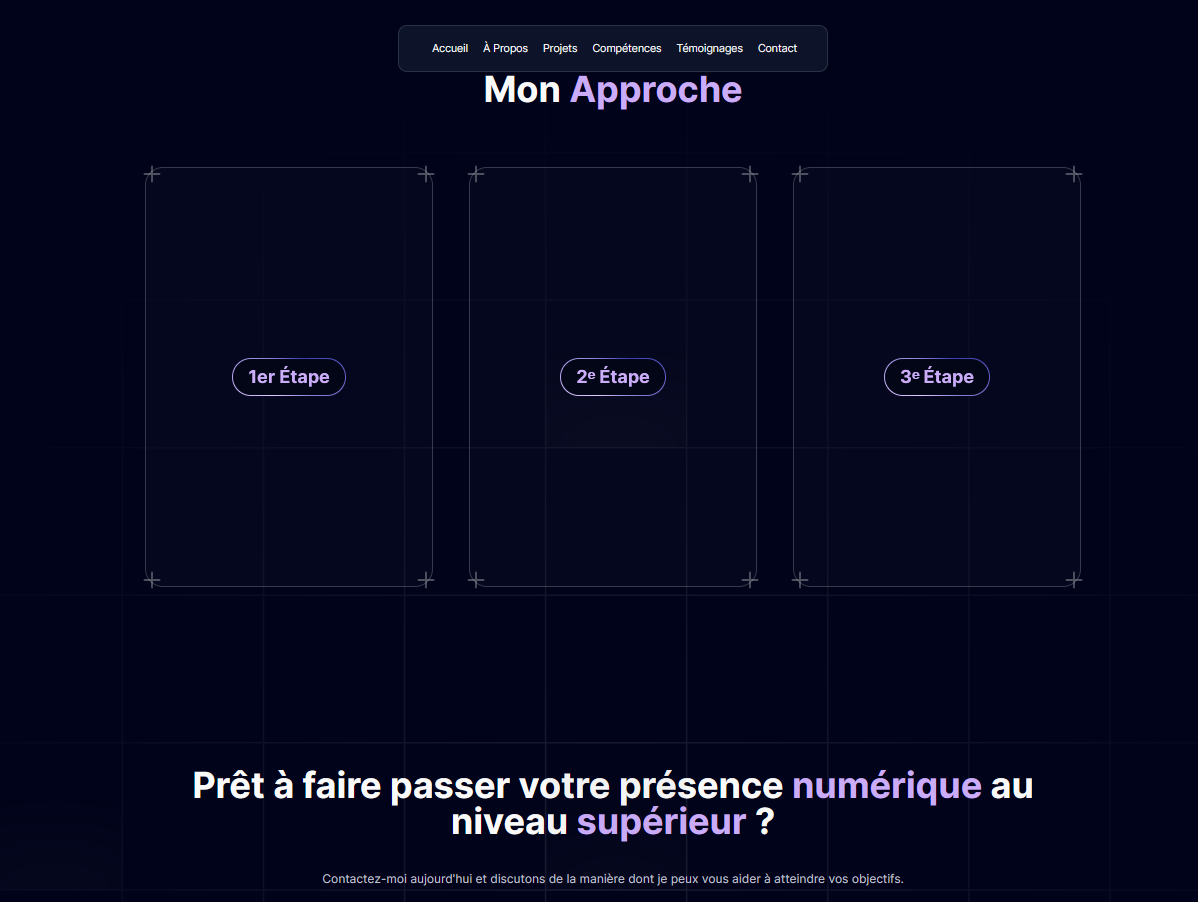 Accueil À Propos Projets Compétences Témoignages Contact
Mon Approche
1er Étape
2ᵉ Étape
3ᵉ Étape
Prêt à faire passer votre présence numérique au
niveau supérieur ?
Contactez-moi aujourd'hui et discutons de la manière dont je peux vous aider à atteindre vos objectifs.